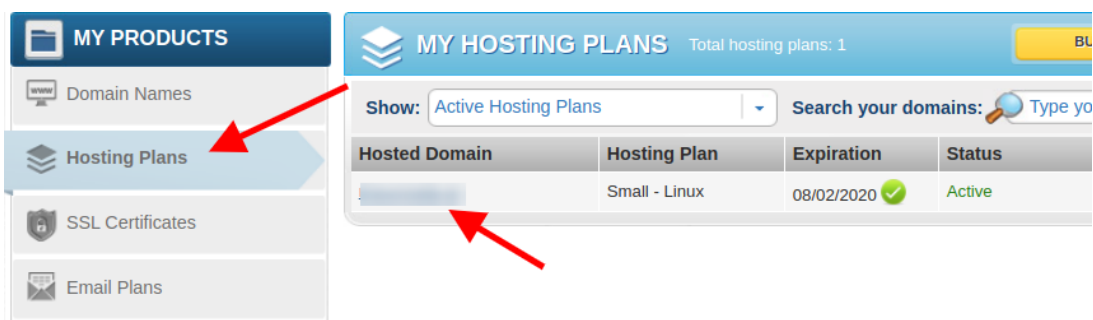 MY PRODUCTS
Domain Names
Hosting Plans
SSL Certificates
Email Plans
MY HOSTING PLANS Total hosting plans: 1
Show: Active Hosting Plans Search your domains:
Hosted Domain Hosting Plan Expiration Status
Small - Linux 08/02/2020 Active